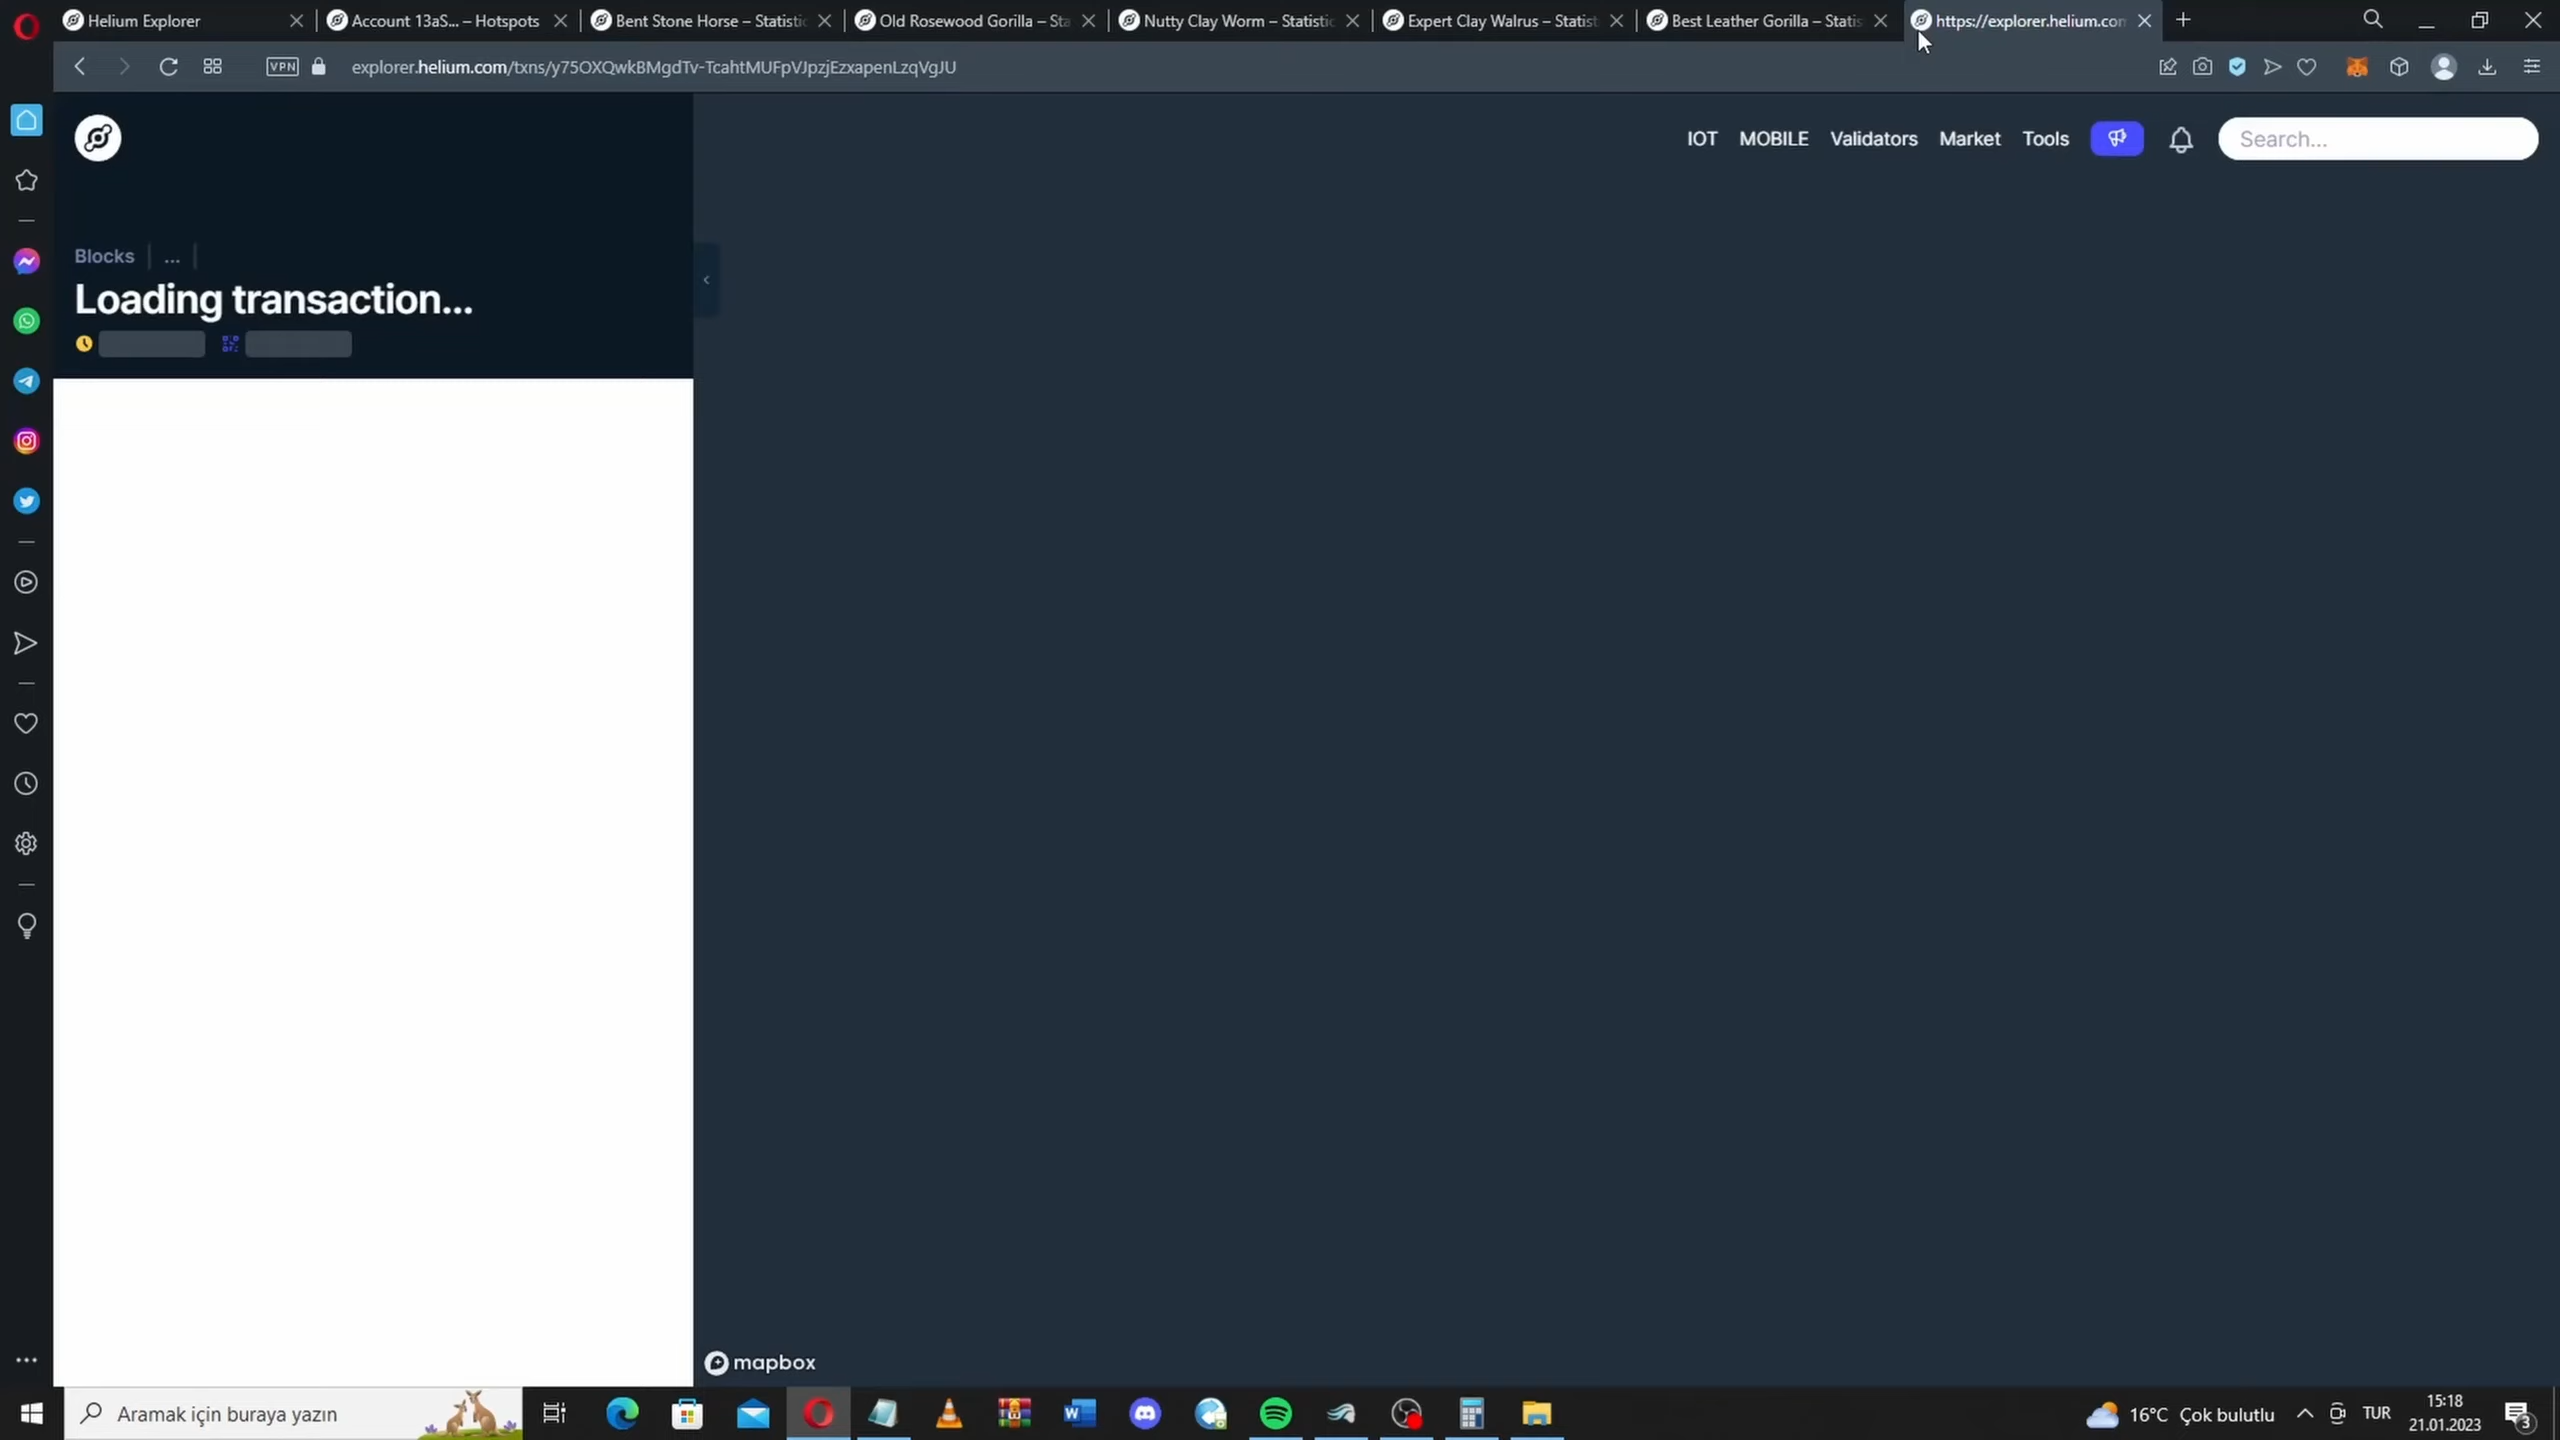 Helium Explorer
Account 13aS... – Hotspots
Bent Stone Horse – Statistic
Old Rosewood Gorilla – Sta
Nutty Clay Worm – Statistic
Expert Clay Walrus – Statist
Best Leather Gorilla – Statis
https://explorer.helium.com
VPN
explorer.helium.com/txns/y75OXQwkBMgdTv-TcahtMUFpVJpzjEzxapenLzqVgJU
IOT
MOBILE
Validators
Market
Tools
Search...
Blocks
...
Loading transaction...
mapbox
Aramak için buraya yazın
16°C Çok bulutlu
TUR
15:18
21.01.2023
3